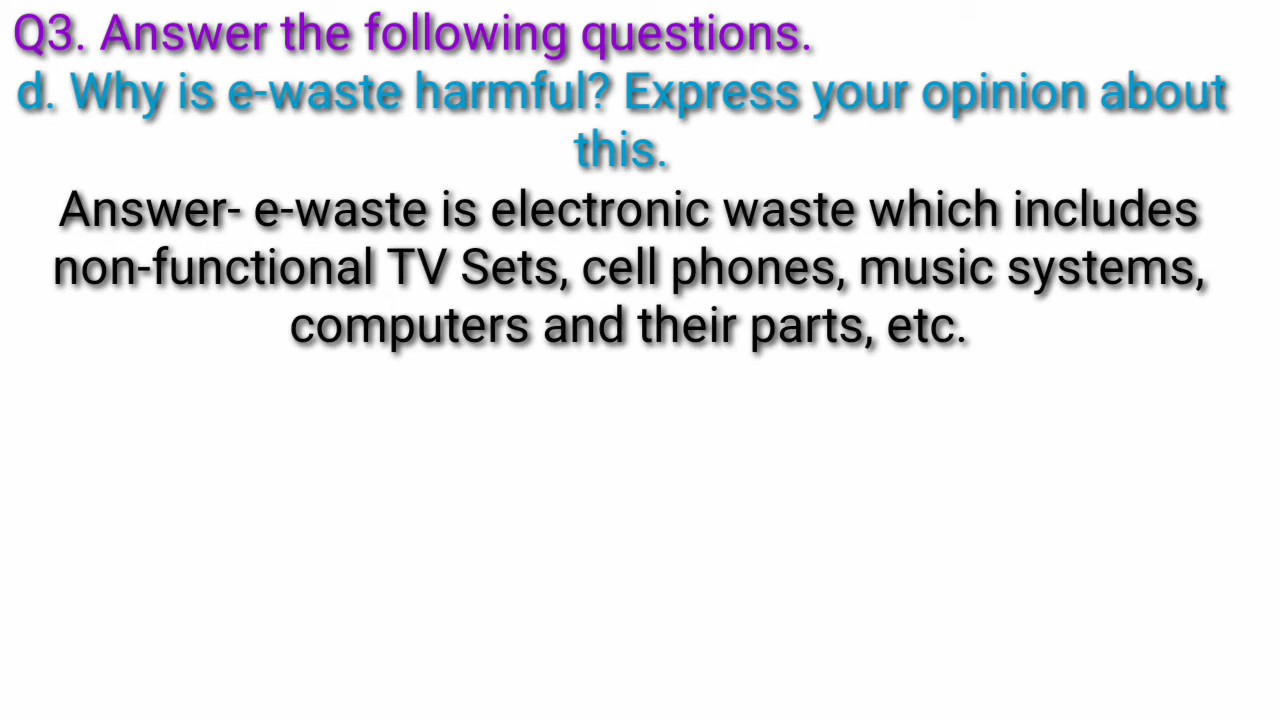 Q3. Answer the following questions.
d. Why is e-waste harmful? Express your opinion about
this.
Answer- e-waste is electronic waste which includes
non-functional TV Sets, cell phones, music systems,
computers and their parts, etc.